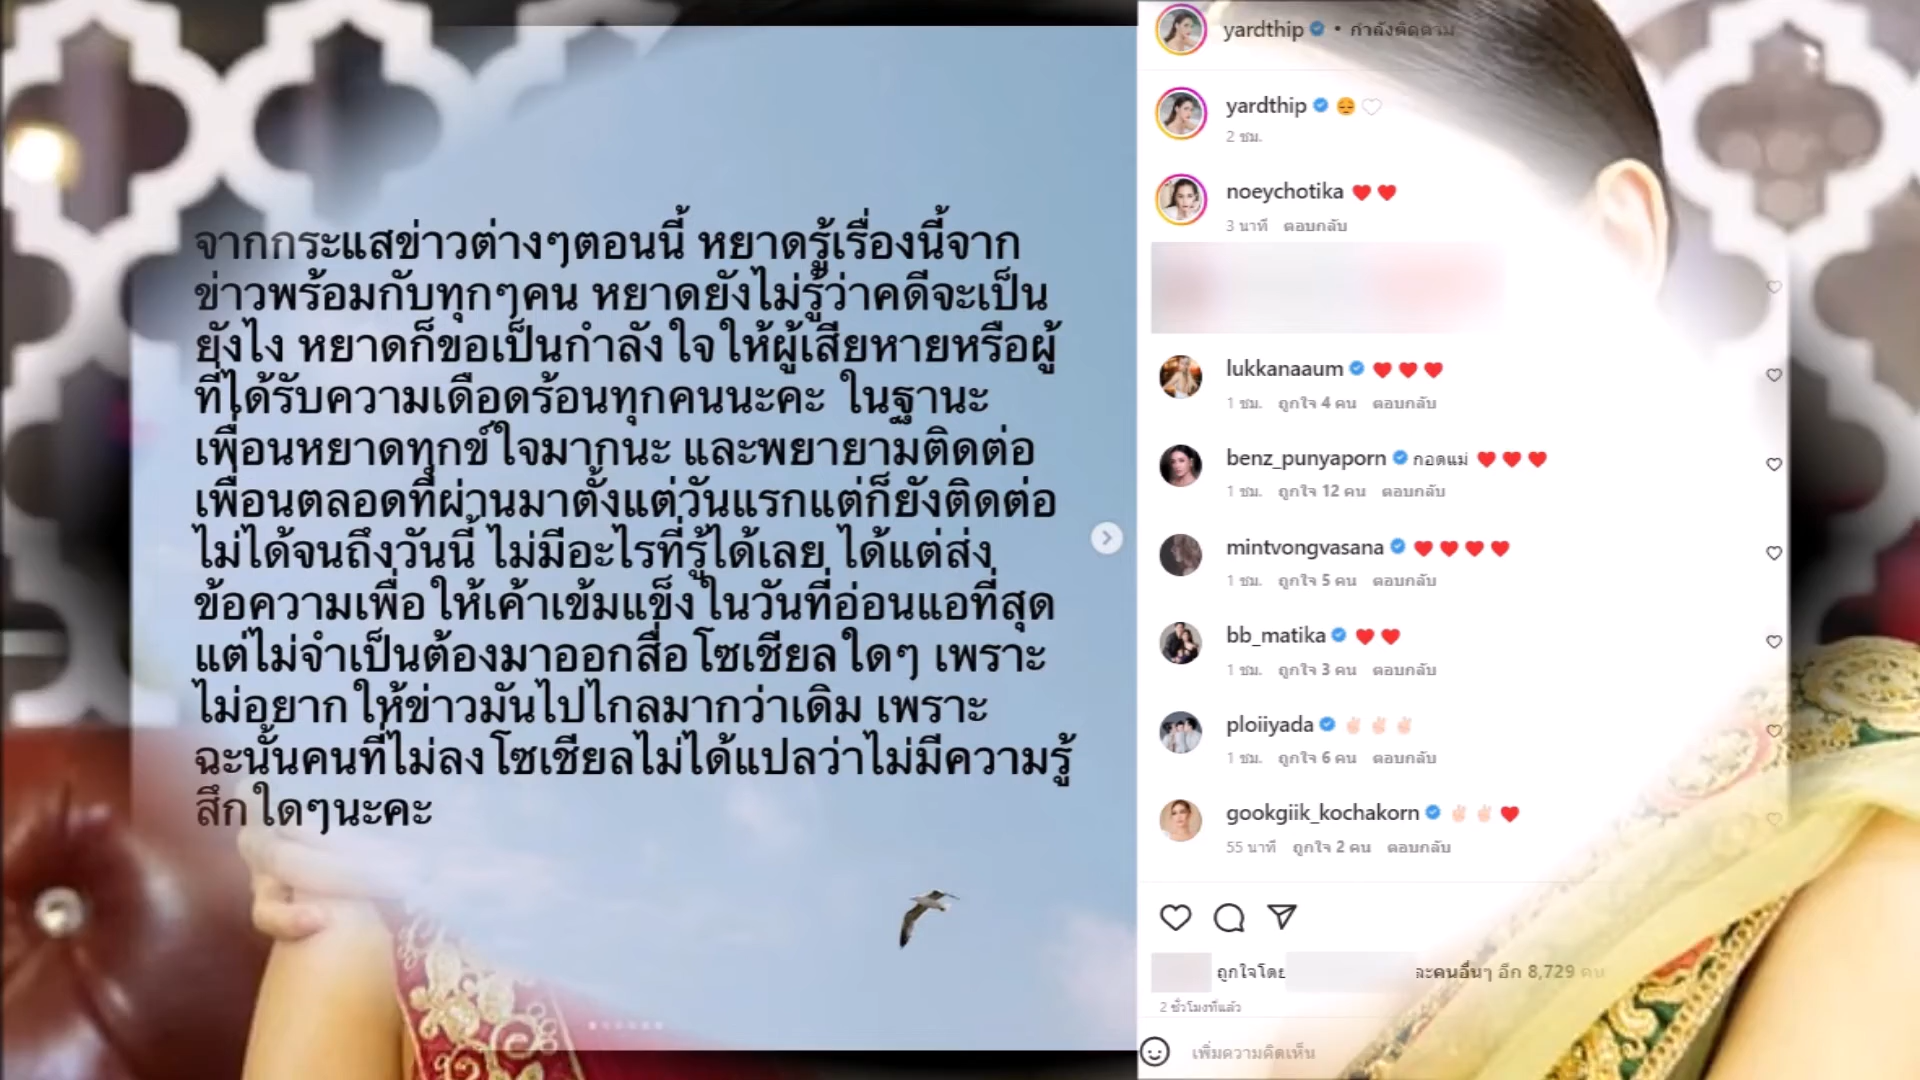 จากกระแสข่าวต่างๆตอนนี้ หยาดรู้เรื่องนี้จาก
ข่าวพร้อมกับทุกๆคน หยาดยังไม่รู้ว่าคดีจะเป็น
ยังไง หยาดก็ขอเป็นกำลังใจให้ผู้เสียหายหรือผู้
ที่ได้รับความเดือดร้อนทุกคนนะคะ ในฐานะ
เพื่อนหยาดทุกข์ใจมากนะ และพยายามติดต่อ
เพื่อนตลอดที่ผ่านมาตั้งแต่วันแรกแต่ก็ยังติดต่อ
ไม่ได้จนถึงวันนี้ ไม่มีอะไรที่รู้ได้เลย ได้แต่ส่ง
ข้อความเพื่อให้เค้าเข้มแข็งในวันที่อ่อนแอที่สุด
แต่ไม่จำเป็นต้องมาออกสื่อโซเชียลใดๆ เพราะ
ไม่อยากให้ข่าวมันไปไกลมากว่าเดิม เพราะ
ฉะนั้นคนที่ไม่ลงโซเชียลไม่ได้แปลว่าไม่มีความรู้
สึกใดๆนะคะ
yardthip • กำลังติดตาม
yardthip 😔🤍
2 ชม.
noeychotika ♥️♥️
3 นาที ตอบกลับ
lukkanaaum ♥️♥️♥️
1 ชม. ถูกใจ 4 คน ตอบกลับ
benz_punyaporn กอดแม่ ♥️♥️♥️
1 ชม. ถูกใจ 12 คน ตอบกลับ
mintvongvasana ♥️♥️♥️♥️
1 ชม. ถูกใจ 5 คน ตอบกลับ
bb_matika ♥️♥️
1 ชม. ถูกใจ 3 คน ตอบกลับ
ploiiyada ✌🏻✌🏻✌🏻
1 ชม. ถูกใจ 6 คน ตอบกลับ
gookgiik_kochakorn ✌🏻✌🏻♥️
55 นาที ถูกใจ 2 คน ตอบกลับ
ถูกใจโดย ละคนอื่นๆ อีก 8,729 คน
2 ชั่วโมงที่แล้ว
เพิ่มความคิดเห็น